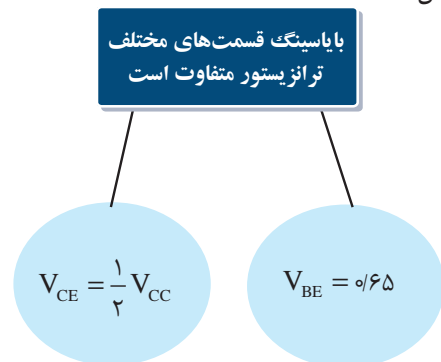 بایاسینگ قسمت‌های مختلف
ترانزیستور متفاوت است
V_BE = ۰/۶۵
V_CE = ۱/۲ V_CC